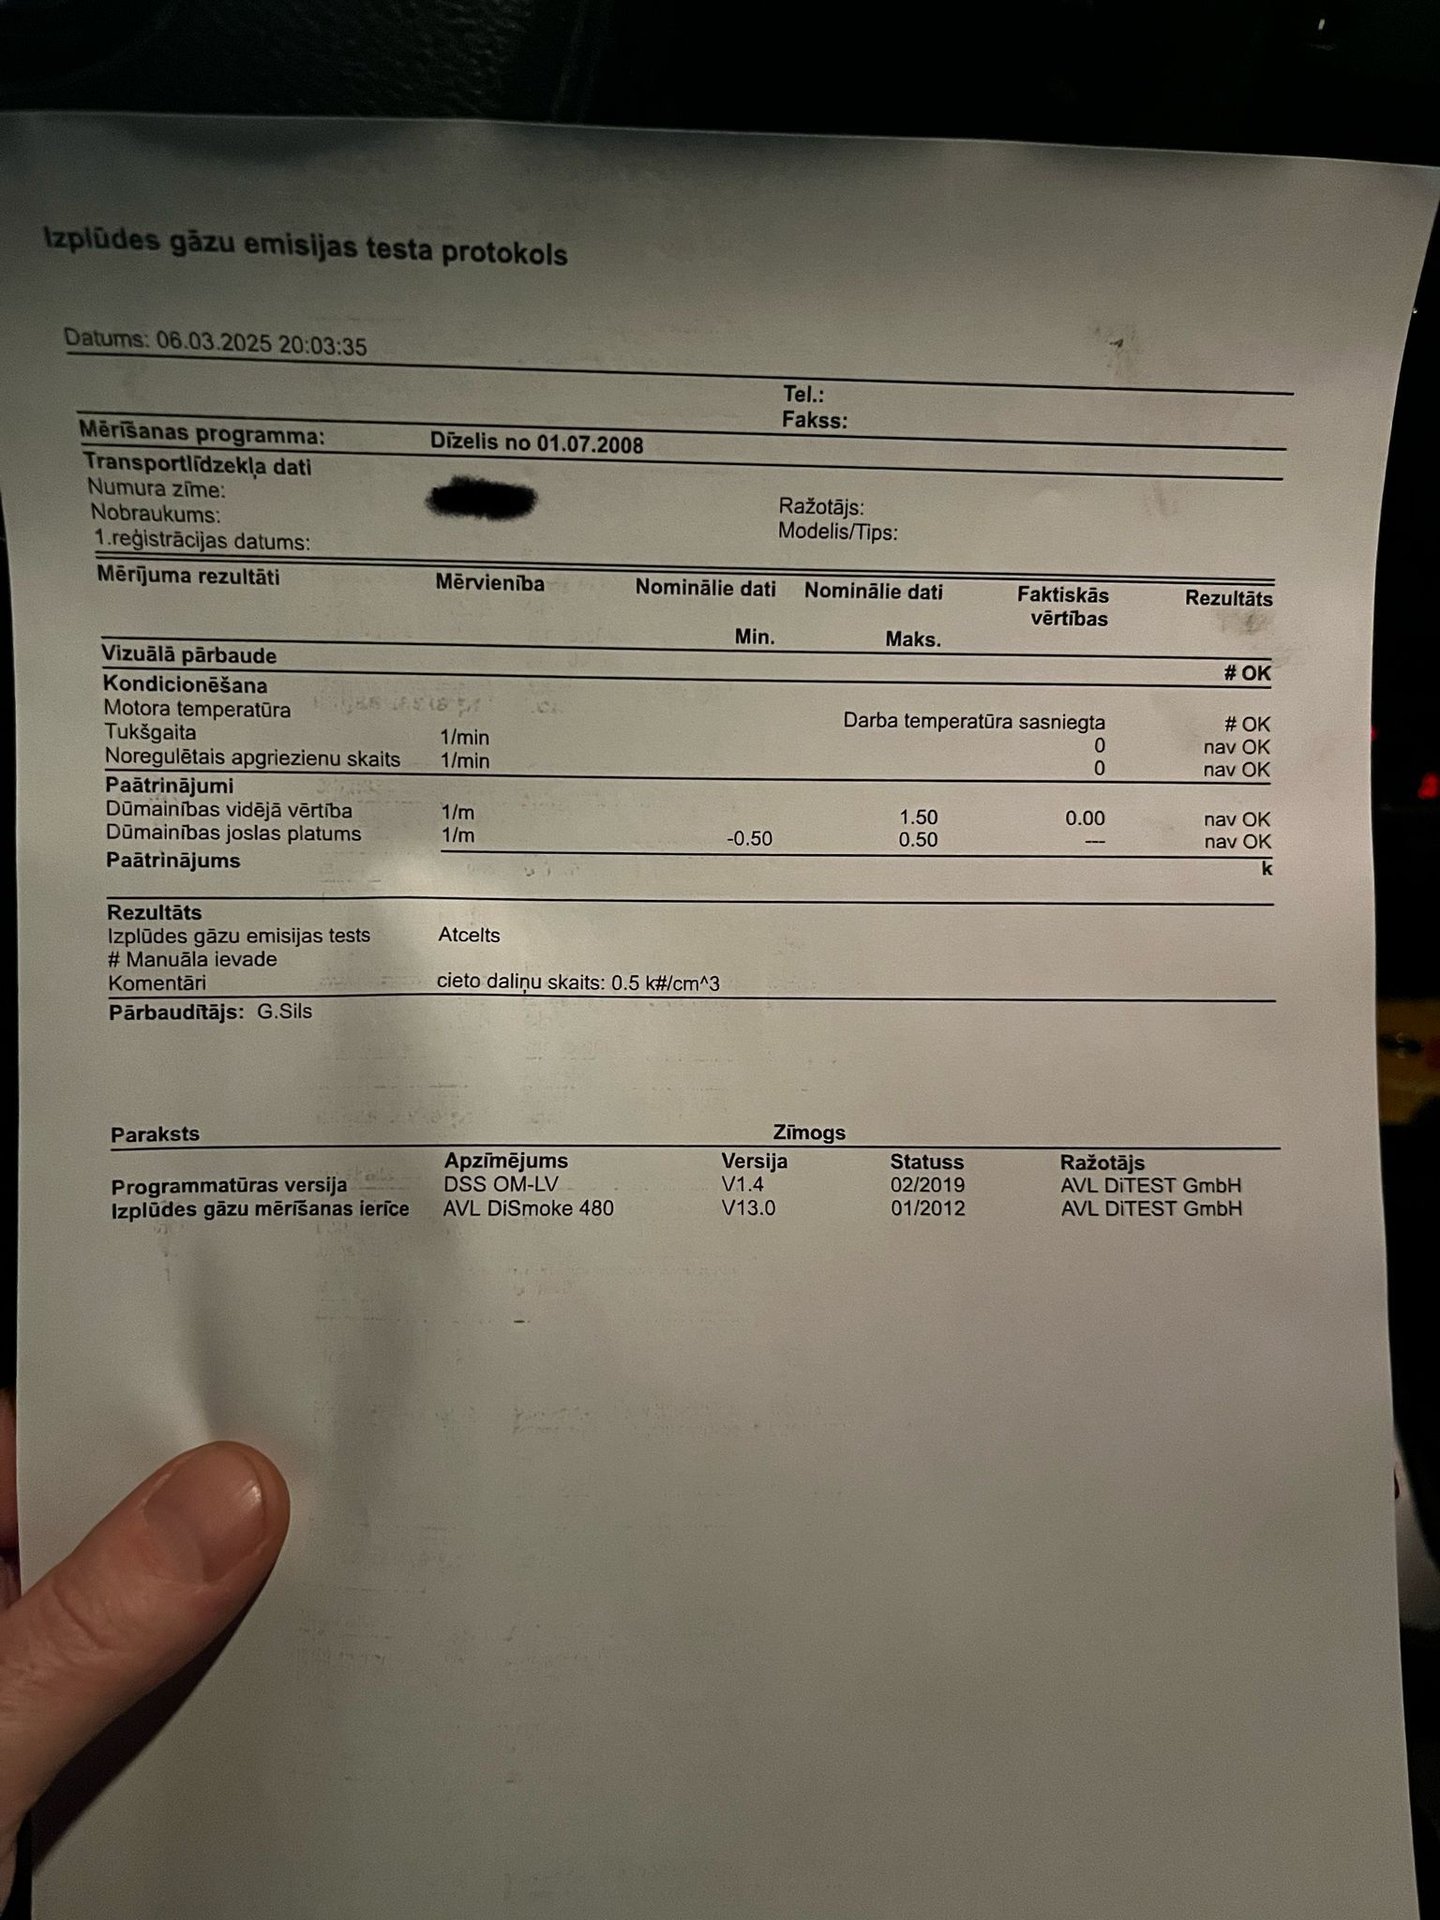 Izplūdes gāzu emisijas testa protokols
Datums: 06.03.2025 20:03:35
Tel.:
Fakss:
Mērīšanas programma: Dīzelis no 01.07.2008
Transportlīdzekļa dati
Numura zīme:
Nobraukums: Ražotājs:
1.reģistrācijas datums: Modelis/Tips:
Mērījuma rezultāti Mērvienība Nominālie dati Nominālie dati Faktiskās vērtības Rezultāts
Min. Maks.
Vizuālā pārbaude # OK
Kondicionēšana
Motora temperatūra Darba temperatūra sasniegta # OK
Tukšgaita 1/min 0 nav OK
Noregulētais apgriezienu skaits 1/min 0 nav OK
Paātrinājumi
Dūmainības vidējā vērtība 1/m 1.50 0.00 nav OK
Dūmainības joslas platums 1/m -0.50 0.50 --- nav OK
Paātrinājums k
Rezultāts
Izplūdes gāzu emisijas tests Atcelts
# Manuāla ievade
Komentāri cieto daliņu skaits: 0.5 k#/cm^3
Pārbaudītājs: G.Sils
Paraksts Zīmogs
Apzīmējums Versija Statuss Ražotājs
Programmatūras versija DSS OM-LV V1.4 02/2019 AVL DiTEST GmbH
Izplūdes gāzu mērīšanas ierīce AVL DiSmoke 480 V13.0 01/2012 AVL DiTEST GmbH